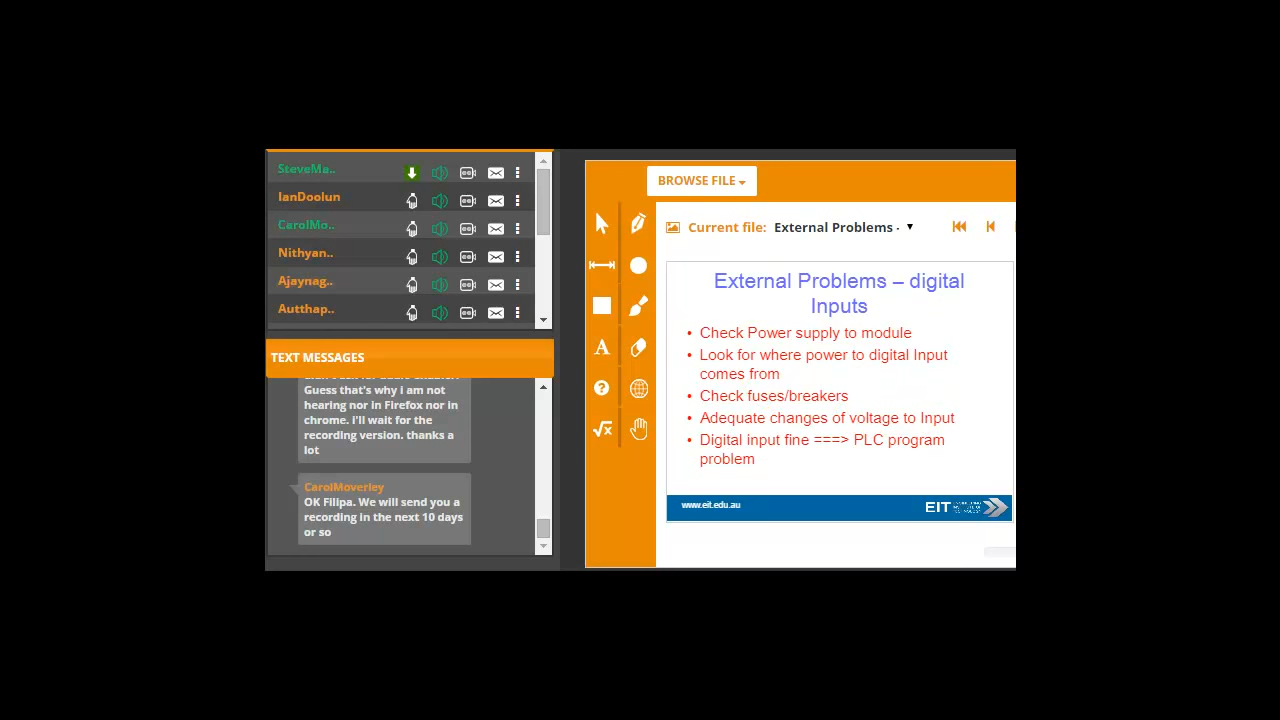 SteveMa..
IanDoolun
CarolMo..
Nithyan..
Ajaynag..
Autthap..
TEXT MESSAGES
Guess that's why I am not
hearing nor in Firefox nor in
chrome. i'll wait for the
recording version. thanks a
lot
CarolMoverley
OK Filipa. We will send you a
recording in the next 10 days
or so
BROWSE FILE
Current file: External Problems -
External Problems – digital
Inputs
• Check Power supply to module
• Look for where power to digital Input
comes from
• Check fuses/breakers
• Adequate changes of voltage to Input
• Digital input fine ===> PLC program
problem
www.eit.edu.au
EIT
A
?
√x